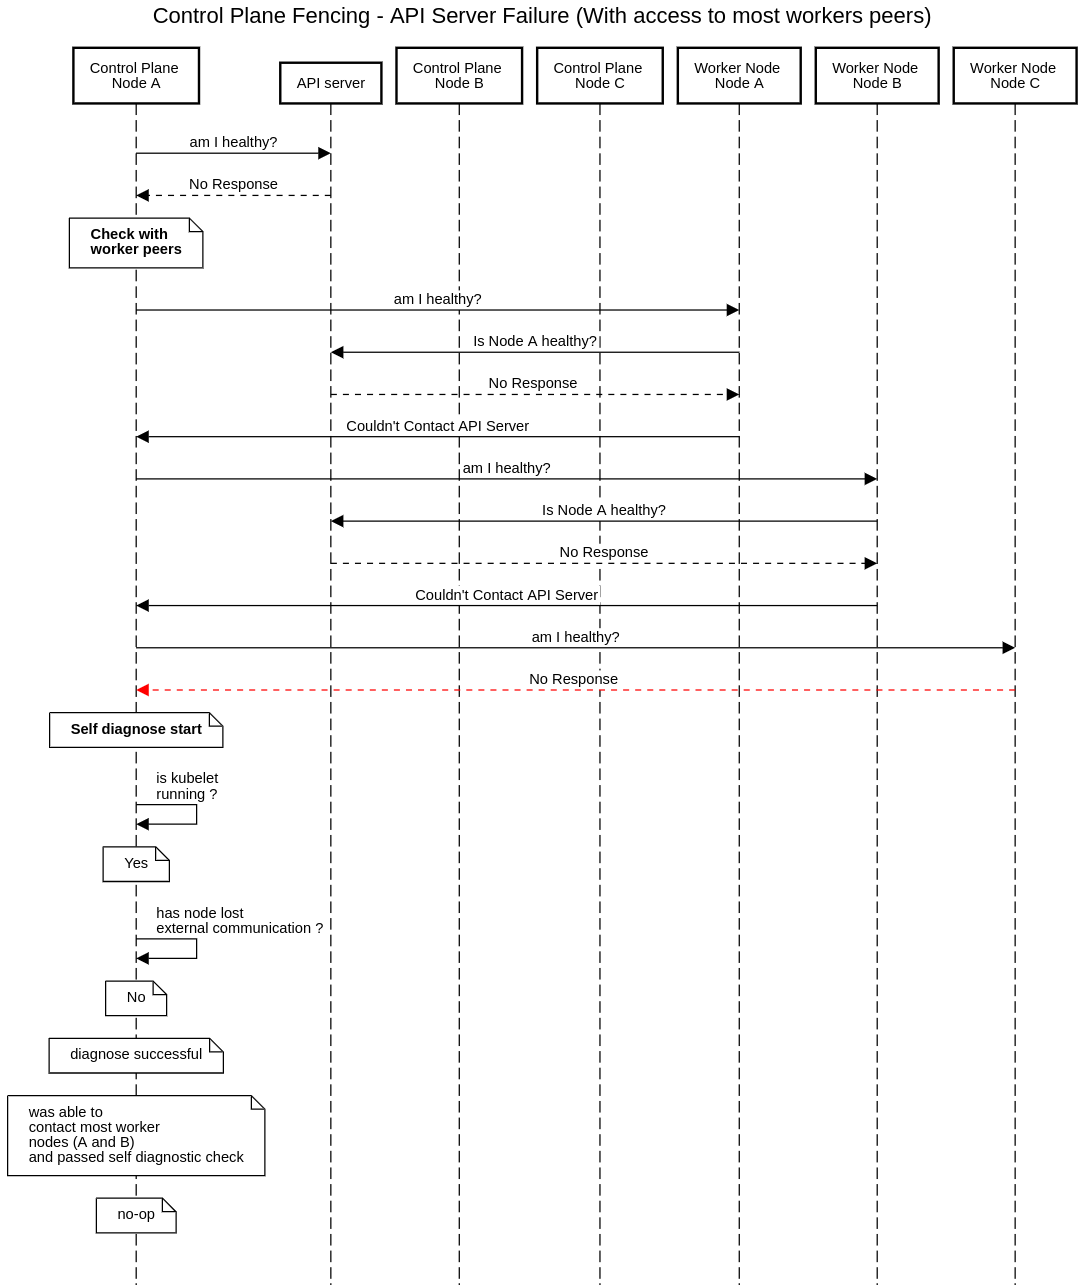 Control Plane Fencing - API Server Failure (With access to most workers peers)
Control Plane
Node A
API server
Control Plane
Node B
Control Plane
Node C
Worker Node
Node A
Worker Node
Node B
Worker Node
Node C
am I healthy?
No Response
Check with
worker peers
am I healthy?
Is Node A healthy?
No Response
Couldn't Contact API Server
am I healthy?
Is Node A healthy?
No Response
Couldn't Contact API Server
am I healthy?
No Response
Self diagnose start
is kubelet
running ?
Yes
has node lost
external communication ?
No
diagnose successful
was able to
contact most worker
nodes (A and B)
and passed self diagnostic check
no-op